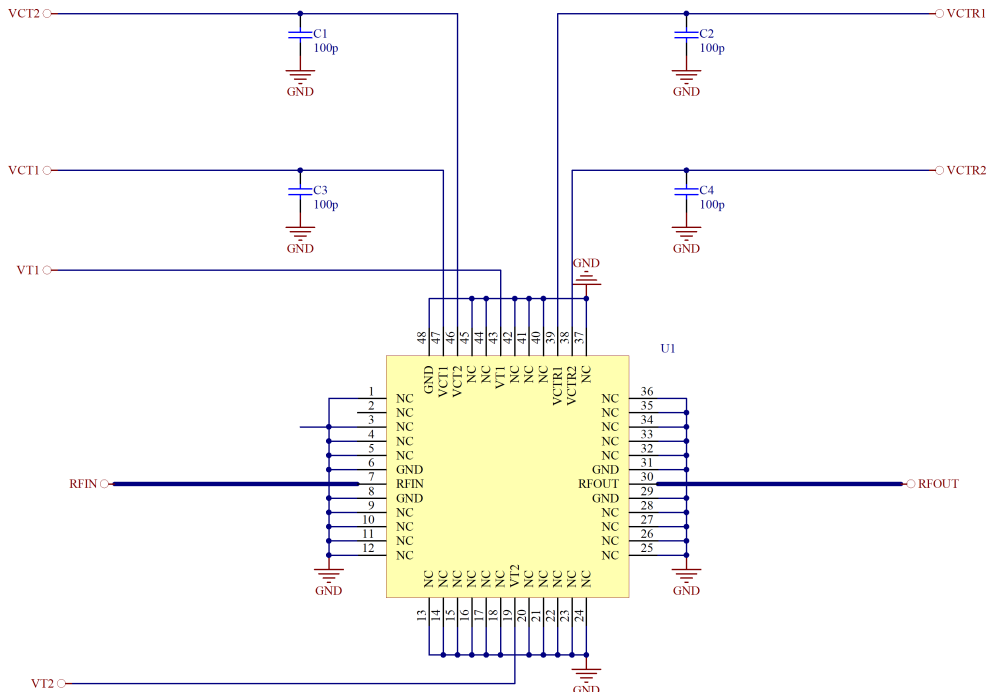 VCT2
VCTR1
C1
100p
GND
C2
100p
GND
VCT1
VCTR2
C3
100p
GND
C4
100p
GND
VT1
GND
U1
48 47 46 45 44 43 42 41 40 39 38 37
GND VCT1 VCT2 NC NC VT1 NC NC NC VCTR1 VCTR2 NC
1 NC NC 36
2 NC NC 35
3 NC NC 34
4 NC NC 33
5 NC NC 32
6 GND GND 31
RFIN 7 RFIN RFOUT 30 RFOUT
8 GND GND 29
9 NC NC 28
10 NC NC 27
11 NC NC 26
12 NC NC 25
GND
GND
NC NC NC NC NC NC VT2 NC NC NC NC NC
13 14 15 16 17 18 19 20 21 22 23 24
VT2
GND